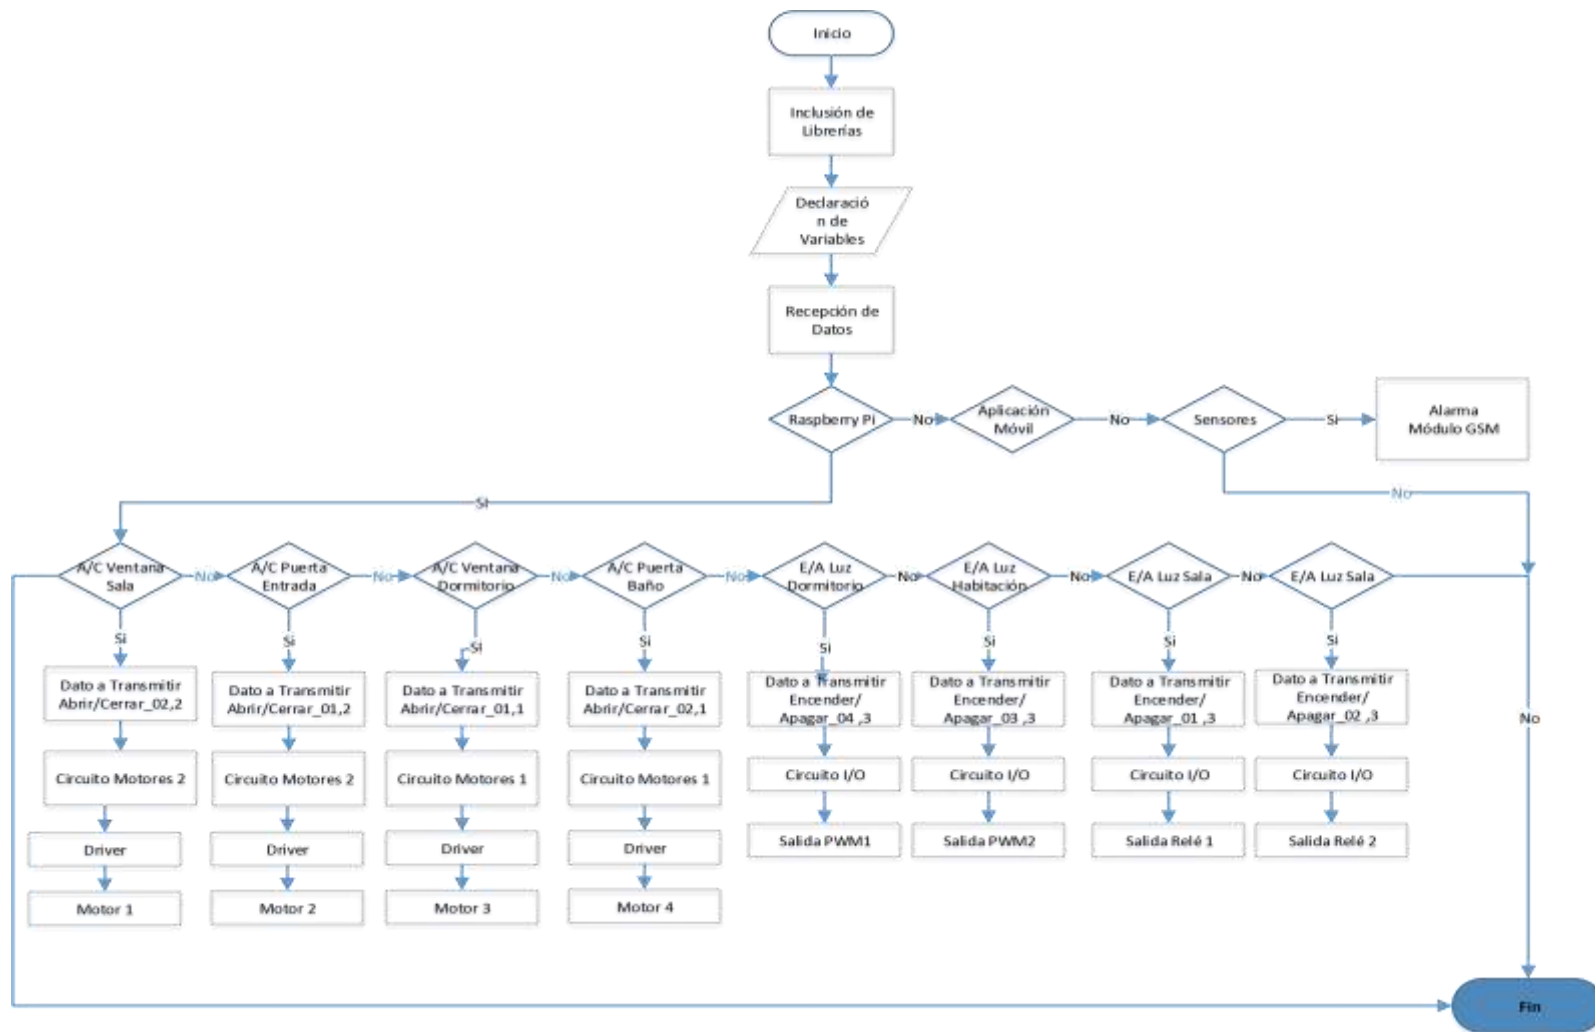 Inicio
Inclusión de
Librerías
Declaració
n de
Variables
Recepción de
Datos
Raspberry Pi
No
Aplicación
Móvil
No
Sensores
Si
Alarma
Módulo GSM
Si
No
A/C Ventana
Sala
No
A/C Puerta
Entrada
No
A/C Ventana
Dormitorio
No
A/C Puerta
Baño
No
E/A Luz
Dormitorio
No
E/A Luz
Habitación
No
E/A Luz Sala
No
E/A Luz Sala
Si
Si
Si
Si
Si
Si
Si
Si
Dato a Transmitir
Abrir/Cerrar_02,2
Dato a Transmitir
Abrir/Cerrar_01,2
Dato a Transmitir
Abrir/Cerrar_01,1
Dato a Transmitir
Abrir/Cerrar_02,1
Dato a Transmitir
Encender/
Apagar_04 ,3
Dato a Transmitir
Encender/
Apagar_03 ,3
Dato a Transmitir
Encender/
Apagar_01 ,3
Dato a Transmitir
Encender/
Apagar_02 ,3
No
Circuito Motores 2
Circuito Motores 2
Circuito Motores 1
Circuito Motores 1
Circuito I/O
Circuito I/O
Circuito I/O
Circuito I/O
Driver
Driver
Driver
Driver
Salida PWM1
Salida PWM2
Salida Relé 1
Salida Relé 2
Motor 1
Motor 2
Motor 3
Motor 4
Fin